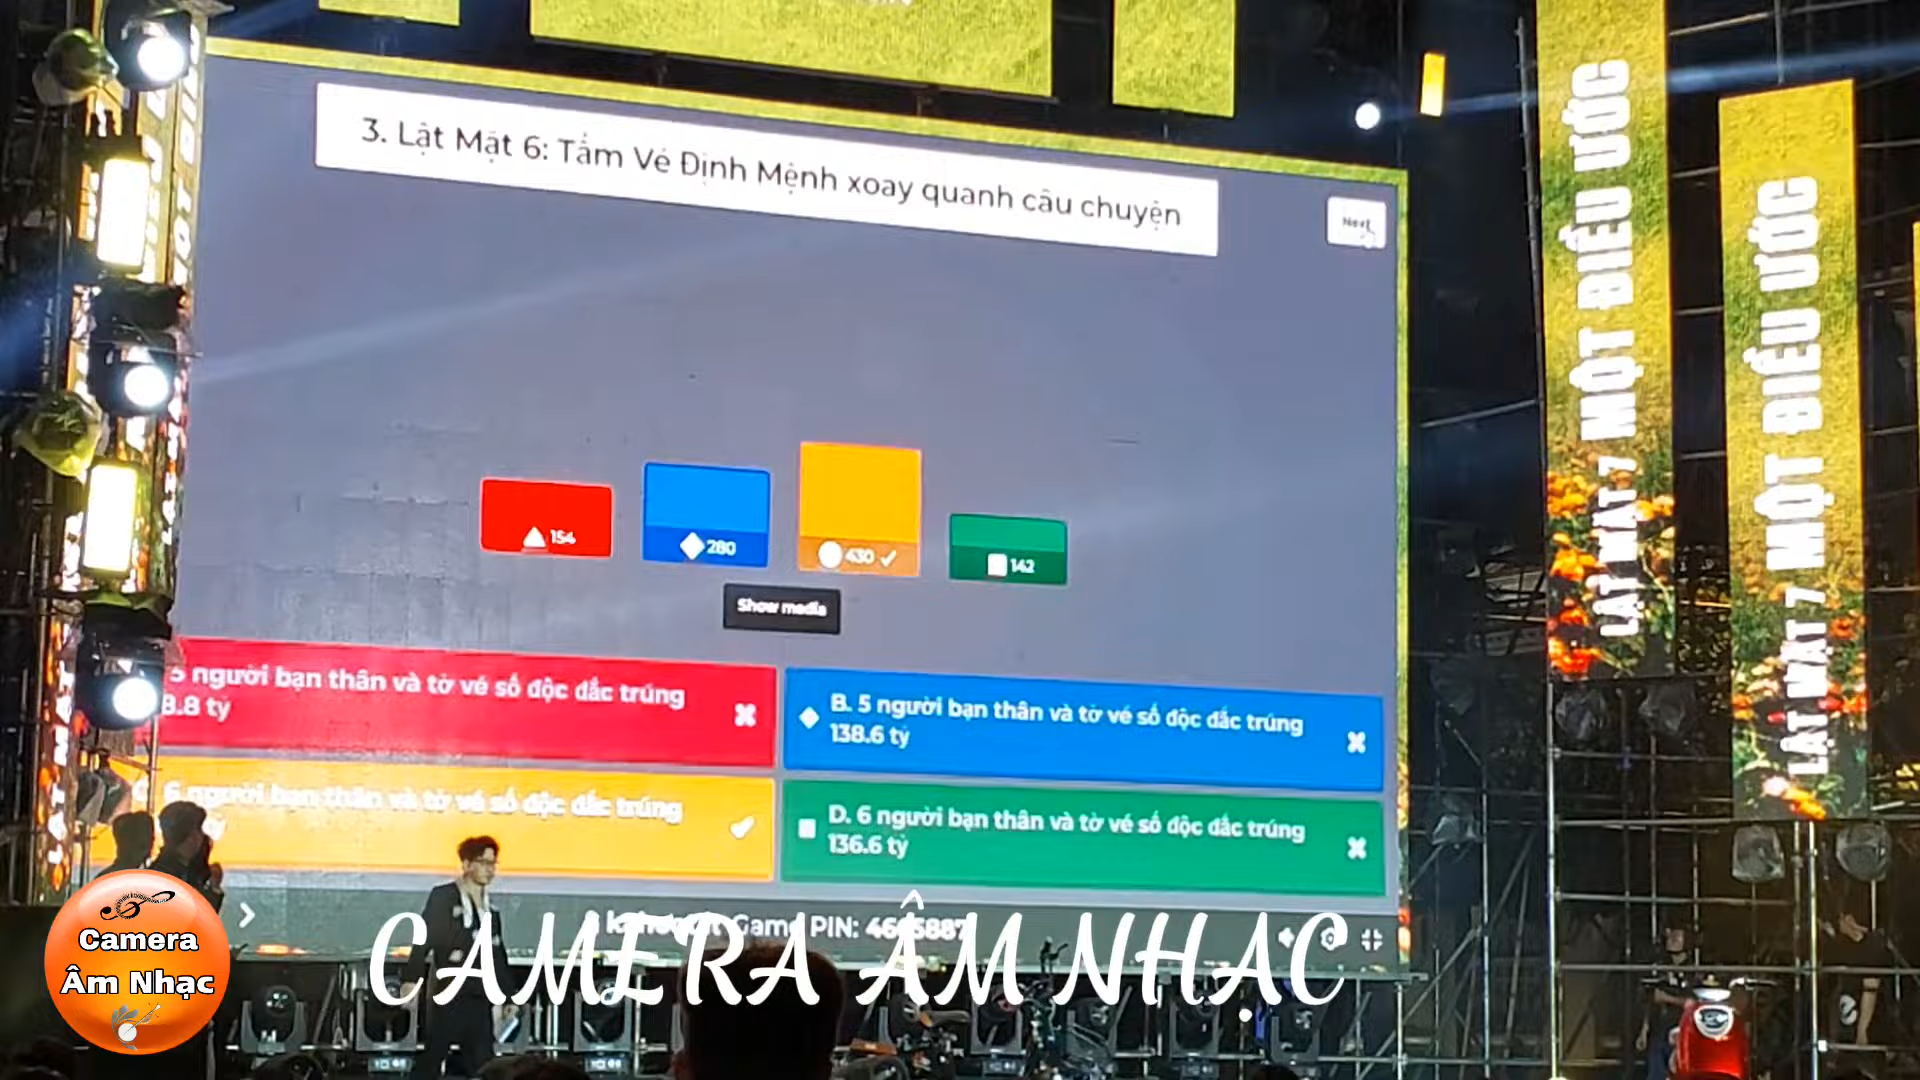 3. Lật Mặt 6: Tấm Vé Định Mệnh xoay quanh câu chuyện
Next
154
280
430
142
Show media
5 người bạn thân và tờ vé số độc đắc trúng
8.8 tỷ
B. 5 người bạn thân và tờ vé số độc đắc trúng
138.6 tỷ
6 người bạn thân và tờ vé số độc đắc trúng
D. 6 người bạn thân và tờ vé số độc đắc trúng
136.6 tỷ
Game PIN:
CAMERA ÂM NHẠC
Camera
Âm Nhạc
LẬT MẶT 7 MỘT ĐIỀU ƯỚC
LẬT MẶT 7 MỘT ĐIỀU ƯỚC